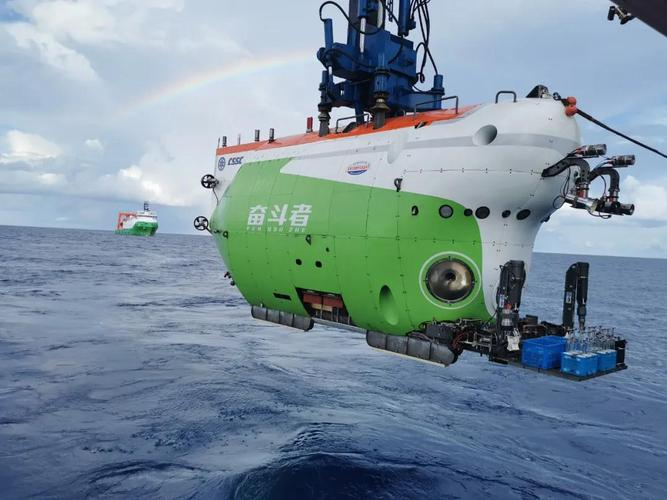 CSSC
奋斗者
FEN DOU ZHE